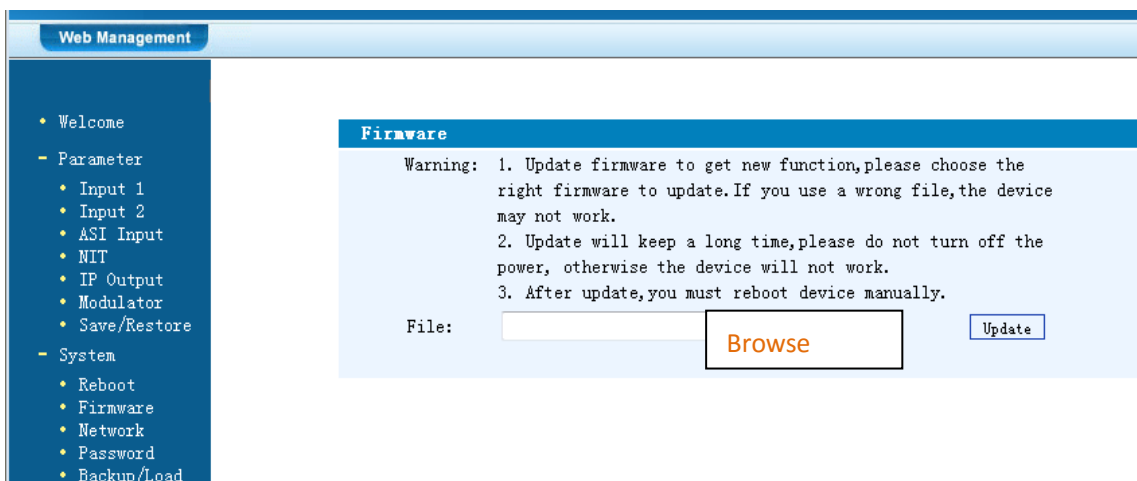 Web Management
Welcome
Parameter
Input 1
Input 2
ASI Input
NIT
IP Output
Modulator
Save/Restore
System
Reboot
Firmware
Network
Password
Backup/Load
Firmware
Warning: 1. Update firmware to get new function,please choose the
right firmware to update.If you use a wrong file,the device
may not work.
2. Update will keep a long time,please do not turn off the
power, otherwise the device will not work.
3. After update,you must reboot device manually.
File: Browse Update